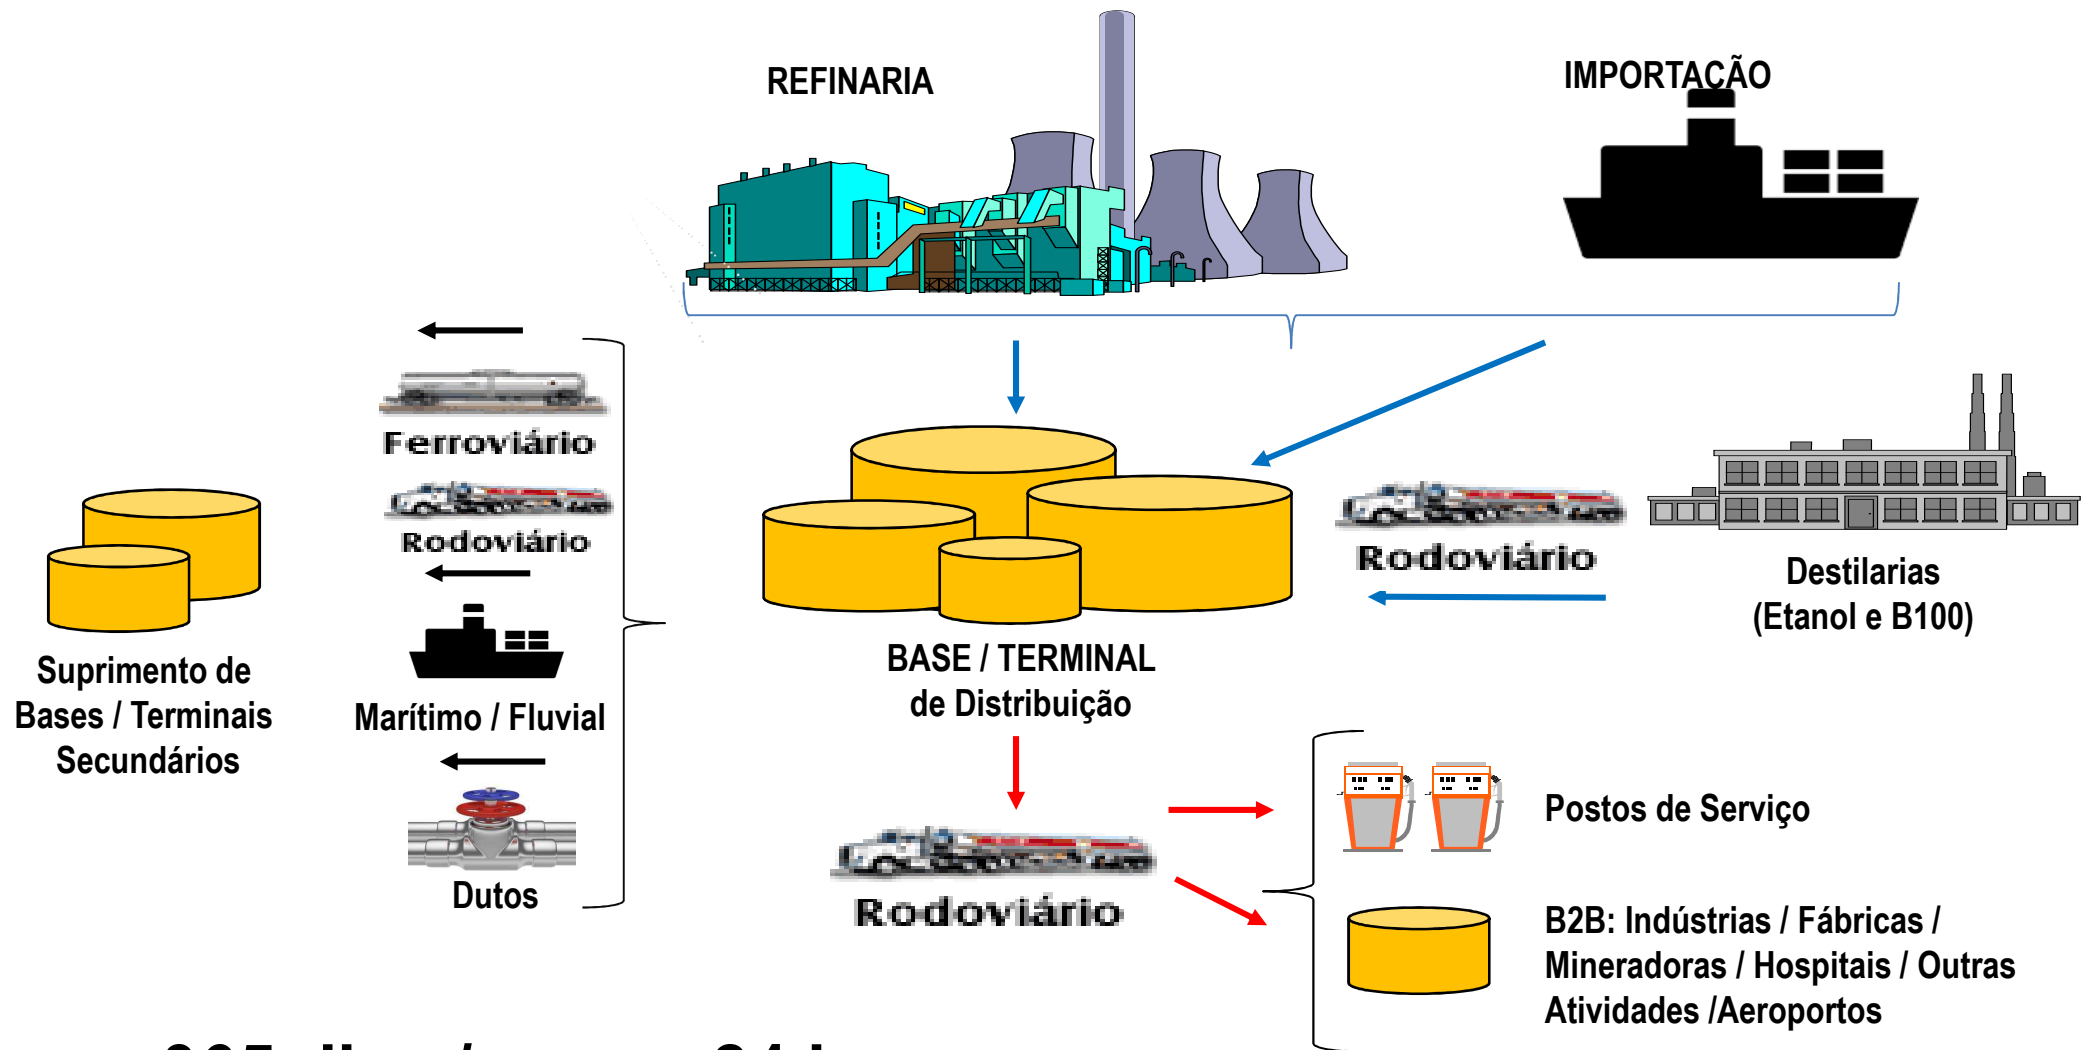 REFINARIA
IMPORTAÇÃO
Ferroviário
Rodoviário
Marítimo / Fluvial
Dutos
Suprimento de
Bases / Terminais
Secundários
BASE / TERMINAL
de Distribuição
Rodoviário
Destilarias
(Etanol e B100)
Rodoviário
Postos de Serviço
B2B: Indústrias / Fábricas /
Mineradoras / Hospitais / Outras
Atividades /Aeroportos